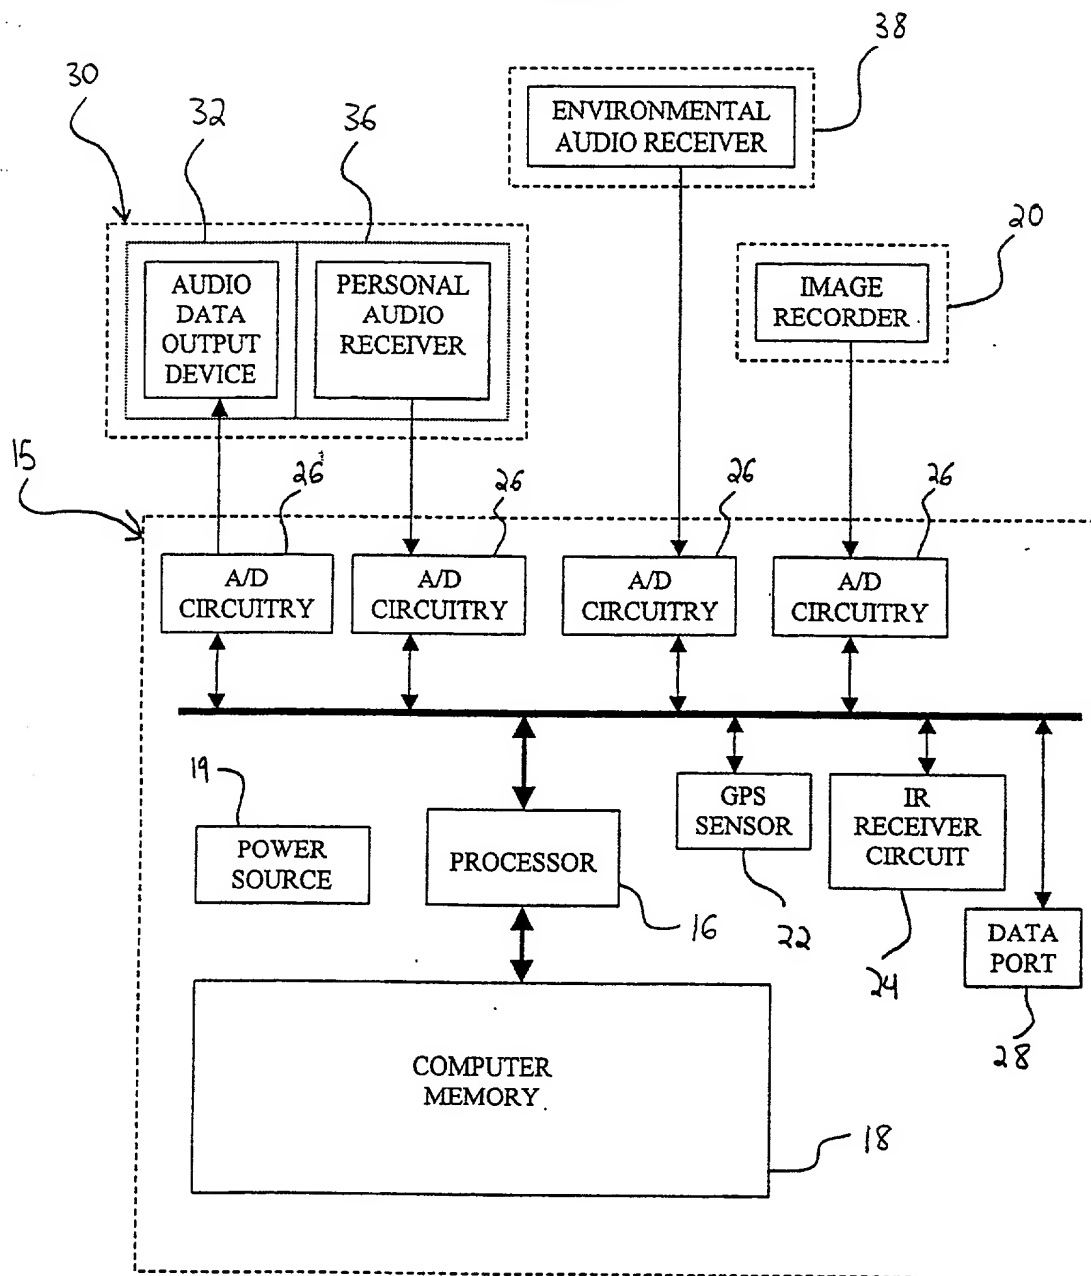 38
30
32
36
ENVIRONMENTAL
AUDIO RECEIVER
20
AUDIO
DATA
OUTPUT
DEVICE
PERSONAL
AUDIO
RECEIVER
IMAGE
RECORDER
15
26
26
26
26
A/D
CIRCUITRY
A/D
CIRCUITRY
A/D
CIRCUITRY
A/D
CIRCUITRY
19
POWER
SOURCE
PROCESSOR
GPS
SENSOR
IR
RECEIVER
CIRCUIT
16
22
24
DATA
PORT
28
COMPUTER
MEMORY
18